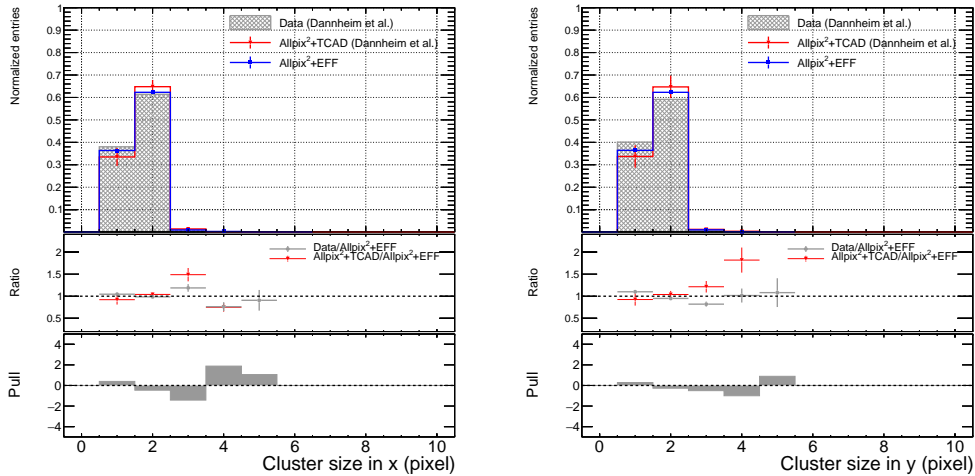 Normalized entries
1
0.9
0.8
0.7
0.6
0.5
0.4
0.3
0.2
0.1
Data (Dannheim et al.)
Allpix²+TCAD (Dannheim et al.)
Allpix²+EFF
Ratio
2
1.5
1
0.5
Data/Allpix²+EFF
Allpix²+TCAD/Allpix²+EFF
Pull
4
2
0
−2
−4
0 2 4 6 8 10
Cluster size in x (pixel)
Normalized entries
1
0.9
0.8
0.7
0.6
0.5
0.4
0.3
0.2
0.1
Data (Dannheim et al.)
Allpix²+TCAD (Dannheim et al.)
Allpix²+EFF
Ratio
2
1.5
1
0.5
Data/Allpix²+EFF
Allpix²+TCAD/Allpix²+EFF
Pull
4
2
0
−2
−4
0 2 4 6 8 10
Cluster size in y (pixel)